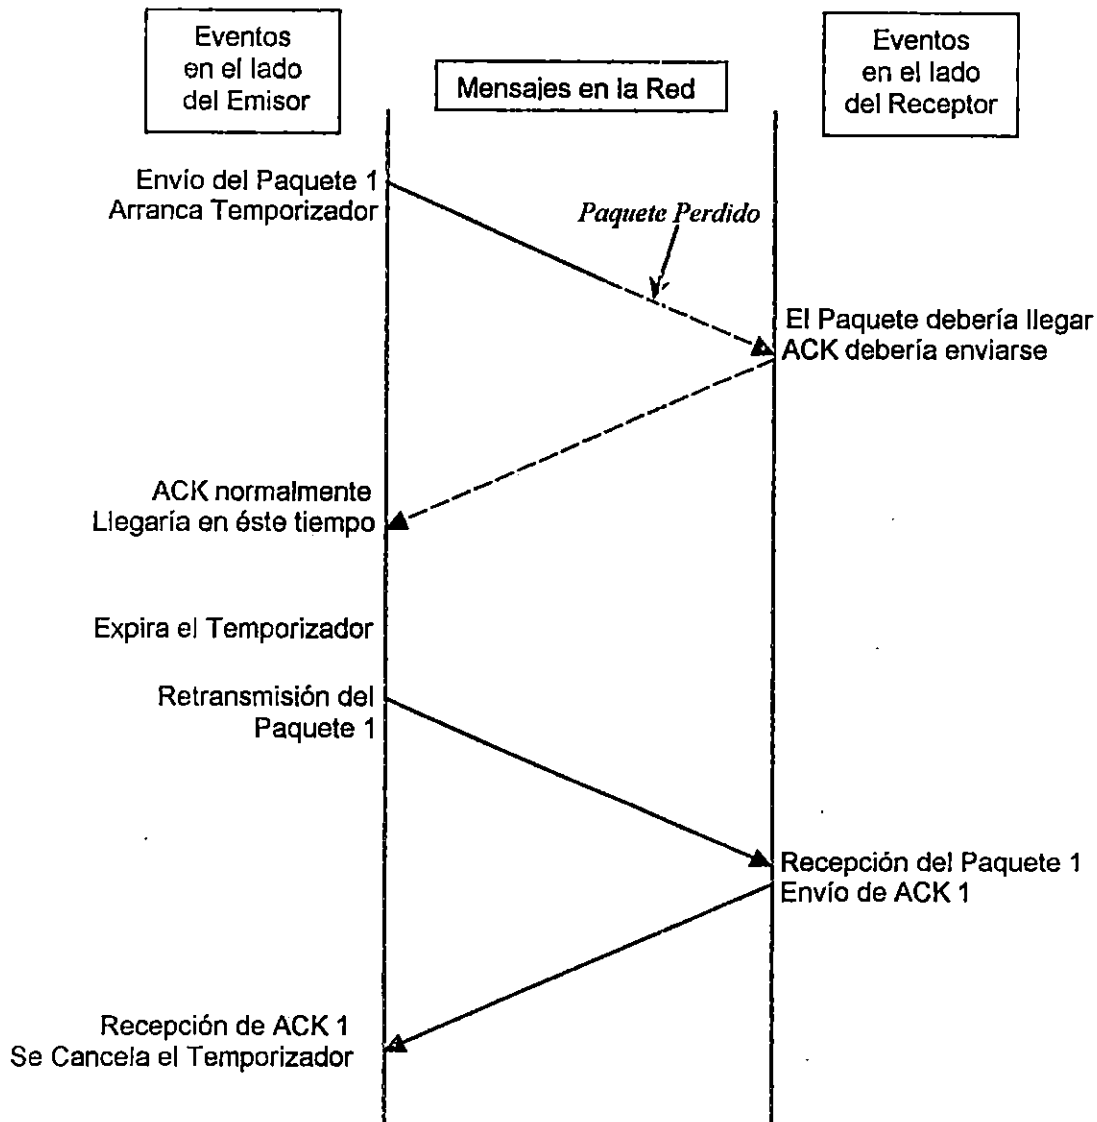 Eventos
en el lado
del Emisor
Mensajes en la Red
Eventos
en el lado
del Receptor
Envío del Paquete 1
Arranca Temporizador
Paquete Perdido
El Paquete debería llegar
ACK debería enviarse
ACK normalmente
Llegaría en éste tiempo
Expira el Temporizador
Retransmisión del
Paquete 1
Recepción del Paquete 1
Envío de ACK 1
Recepción de ACK 1
Se Cancela el Temporizador